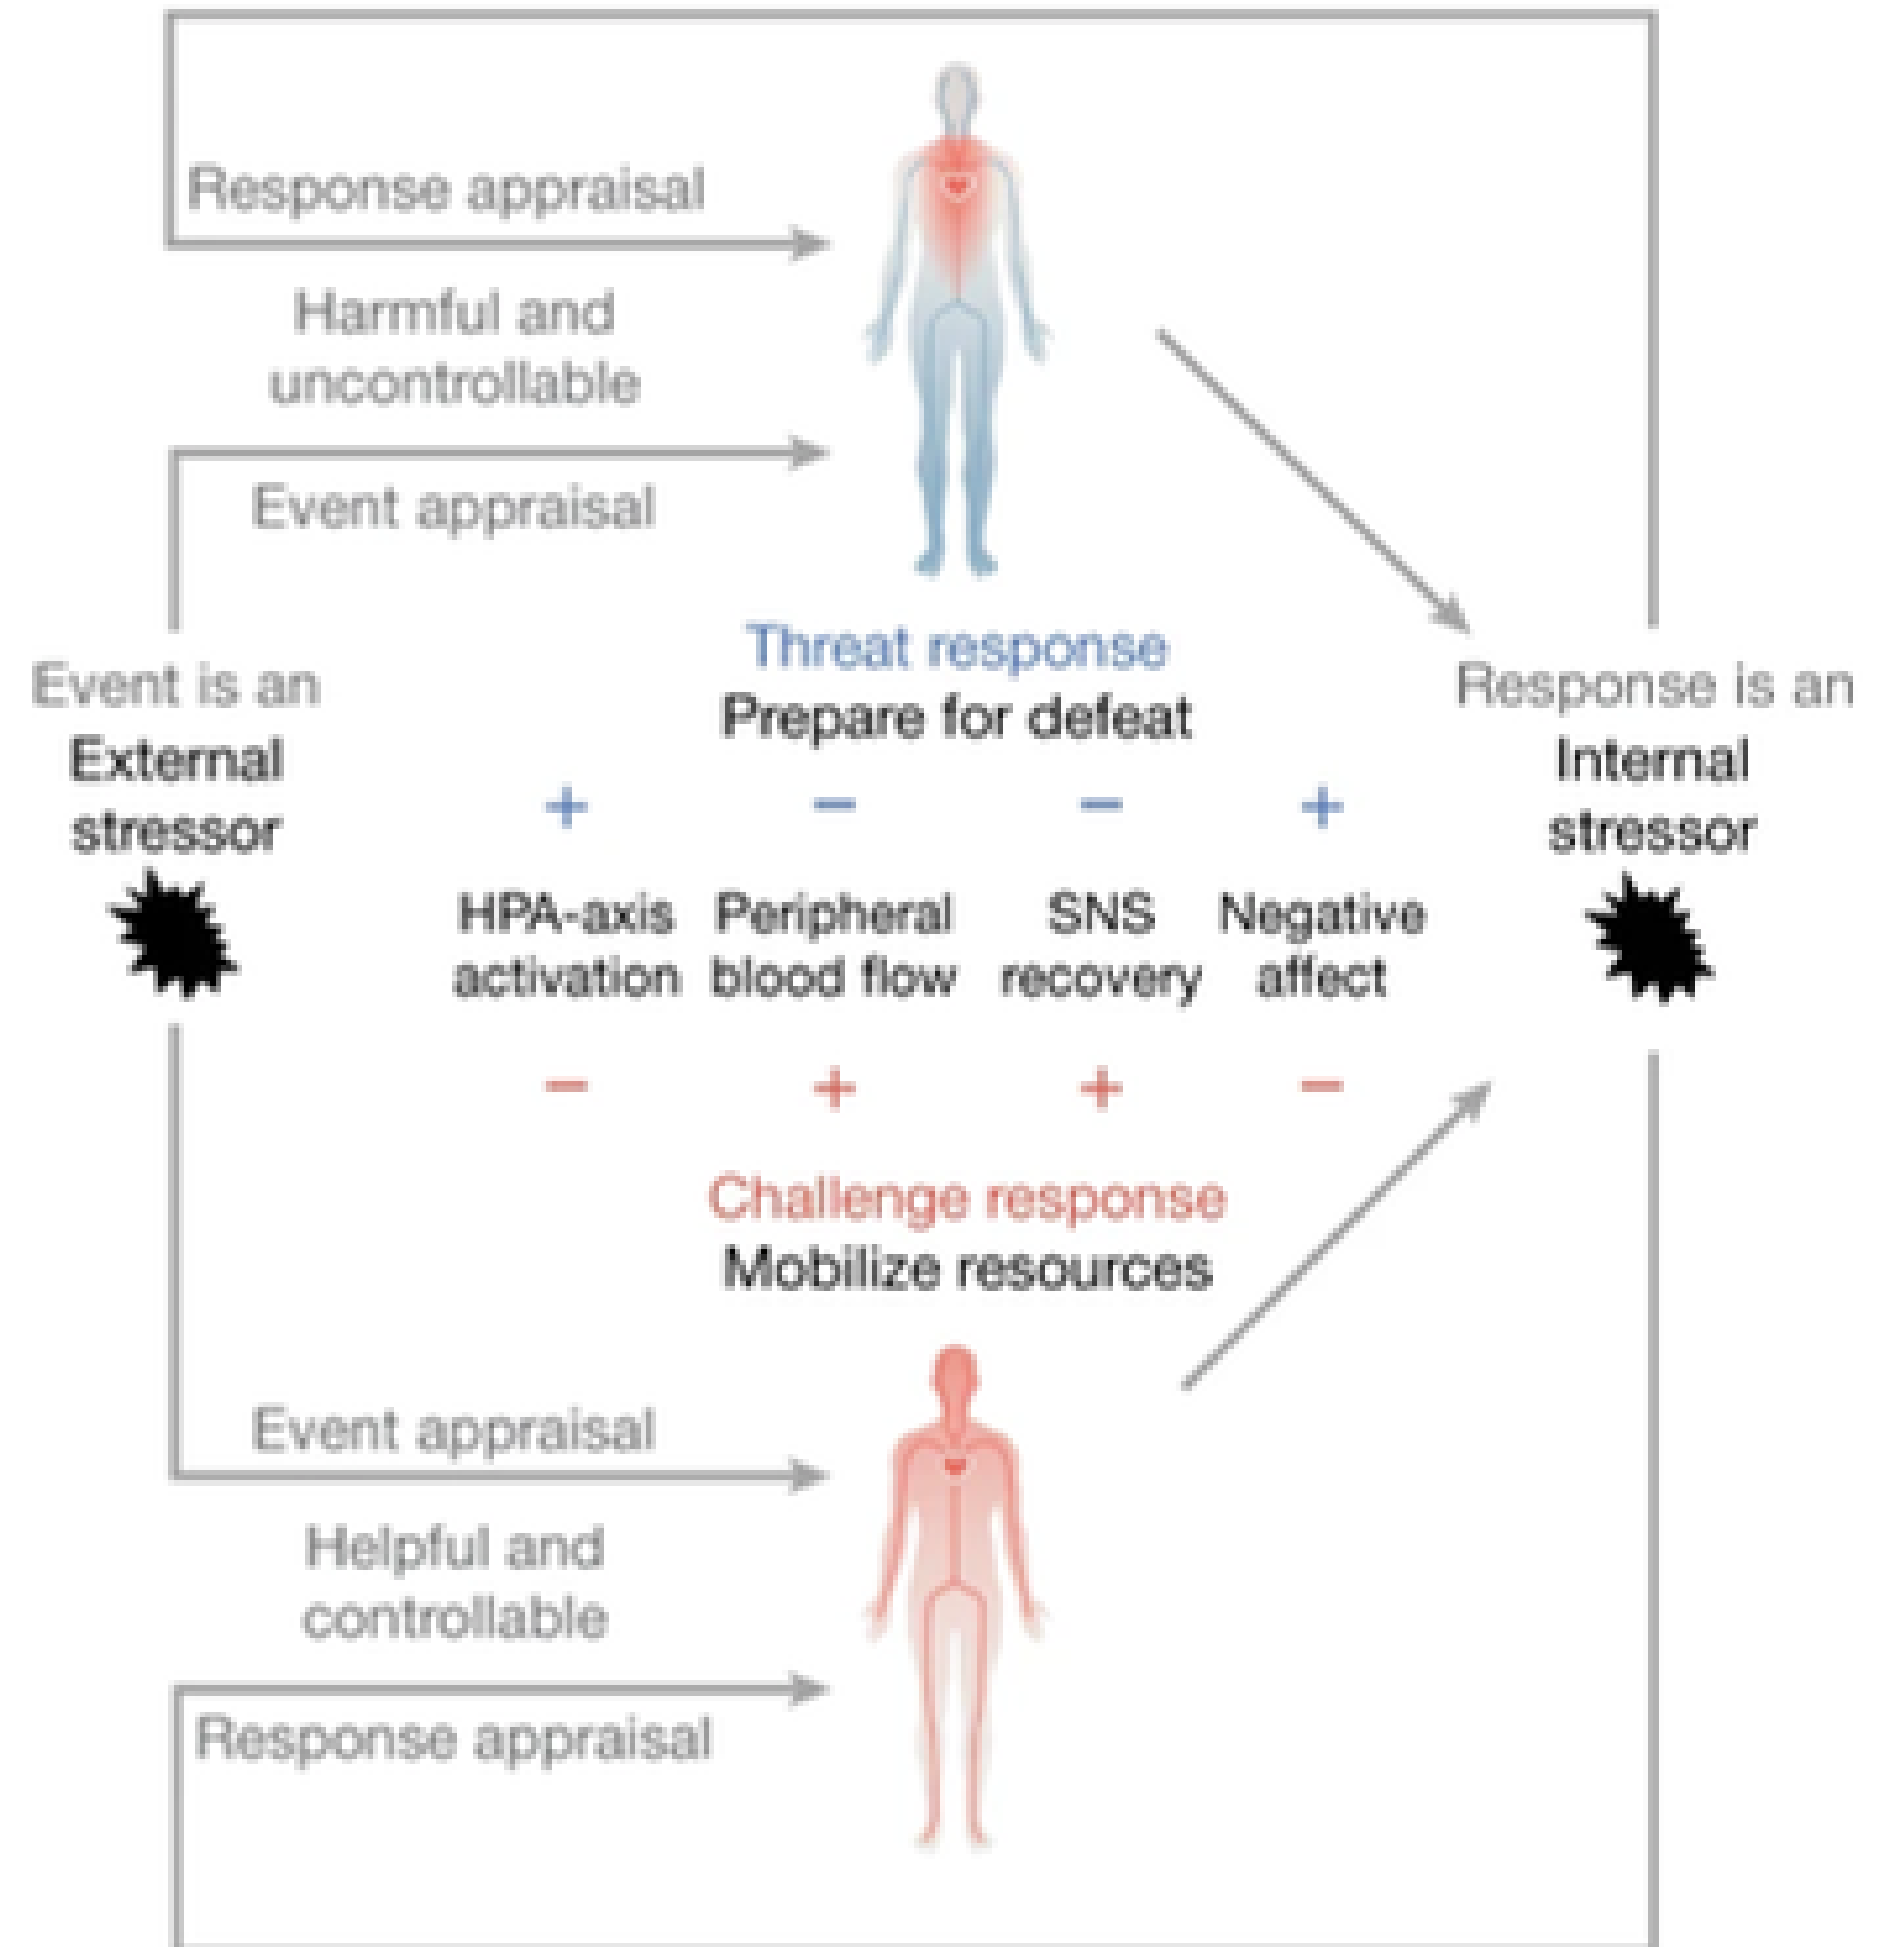 Response appraisal
Harmful and
uncontrollable
Event appraisal
Event is an
External
stressor
Threat response
Prepare for defeat
+ − − +
HPA-axis
activation
Peripheral
blood flow
SNS
recovery
Negative
affect
− + + −
Challenge response
Mobilize resources
Response is an
Internal
stressor
Event appraisal
Helpful and
controllable
Response appraisal